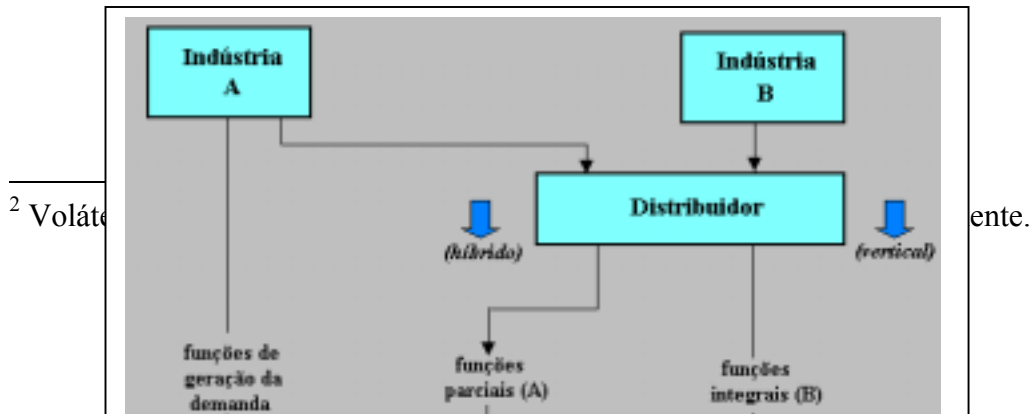 Indústria
A
Indústria
B
Distribuidor
2 Voláte ente.
(híbrido)
(vertical)
funções de
geração da
demanda
funções
parciais (A)
funções
integrais (B)